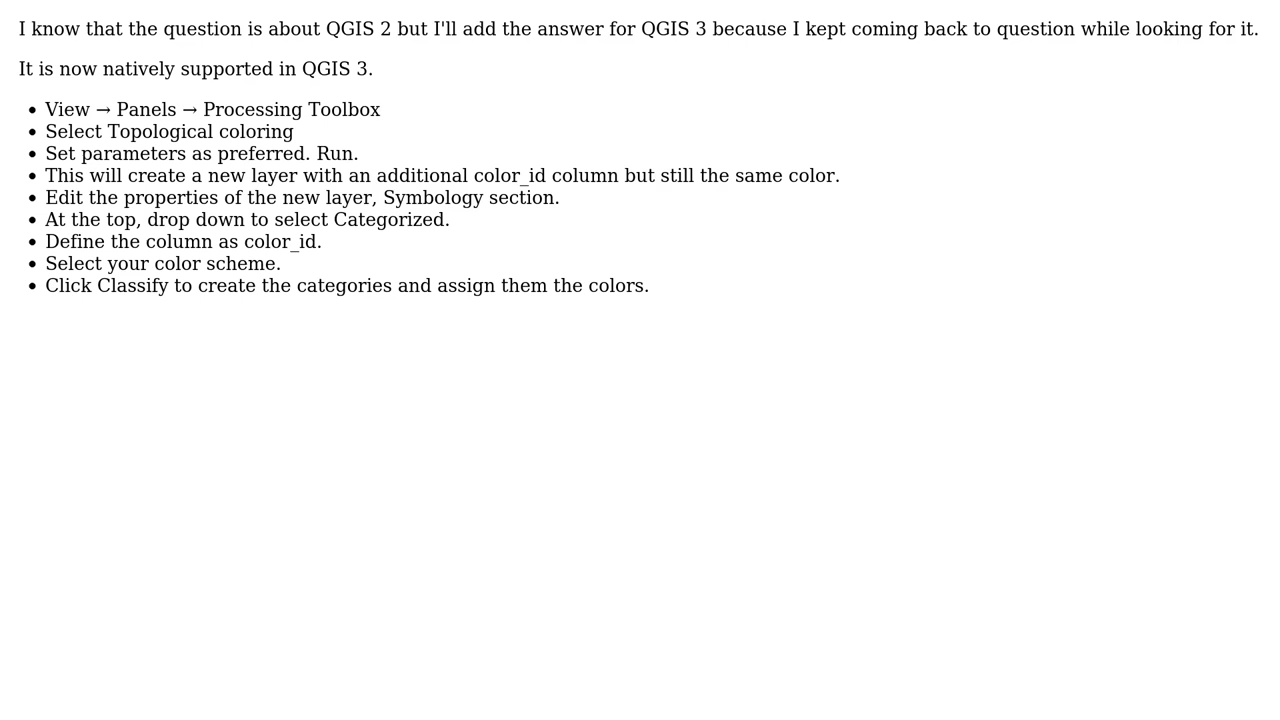 I know that the question is about QGIS 2 but I'll add the answer for QGIS 3 because I kept coming back to question while looking for it.
It is now natively supported in QGIS 3.
• View → Panels → Processing Toolbox
• Select Topological coloring
• Set parameters as preferred. Run.
• This will create a new layer with an additional color_id column but still the same color.
• Edit the properties of the new layer, Symbology section.
• At the top, drop down to select Categorized.
• Define the column as color_id.
• Select your color scheme.
• Click Classify to create the categories and assign them the colors.